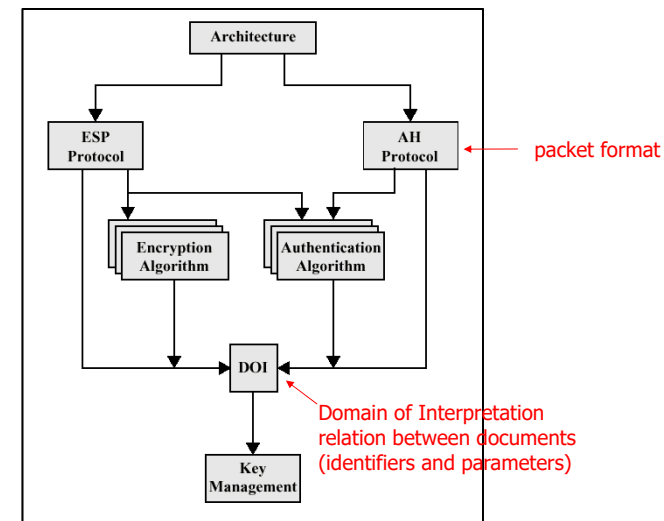 Architecture
ESP
Protocol
AH
Protocol
packet format
Encryption
Algorithm
Authentication
Algorithm
DOI
Domain of Interpretation
relation between documents
(identifiers and parameters)
Key
Management